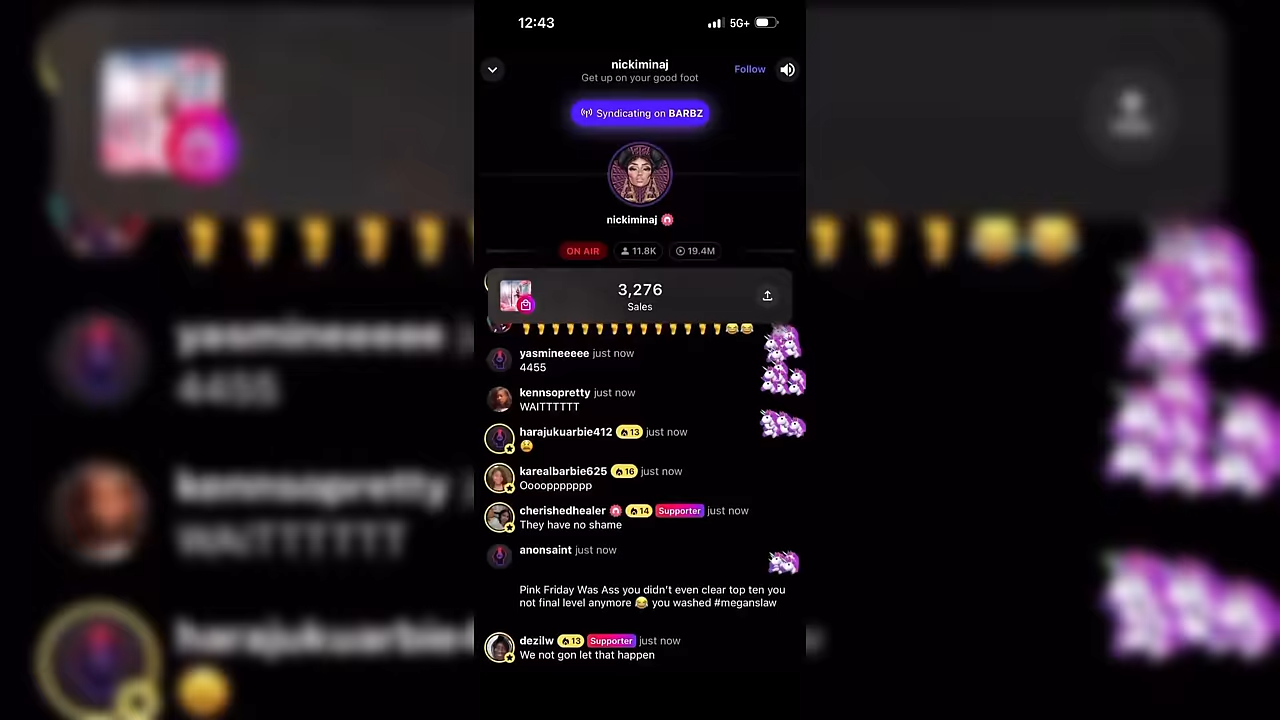 12:43
5G+
nickiminaj
Get up on your good foot
Follow
Syndicating on BARBZ
nickiminaj
ON AIR
11.8K
19.4M
3,276
Sales
yasmineeeee just now
4455
kennsopretty just now
WAITTTTTT
harajukuarbie412 13 just now
karealbarbie625 16 just now
Ooooppppppp
cherishedhealer 14 Supporter just now
They have no shame
anonsaint just now
Pink Friday Was Ass you didn’t even clear top ten you
not final level anymore 😂 you washed #meganslaw
dezilw 13 Supporter just now
We not gon let that happen